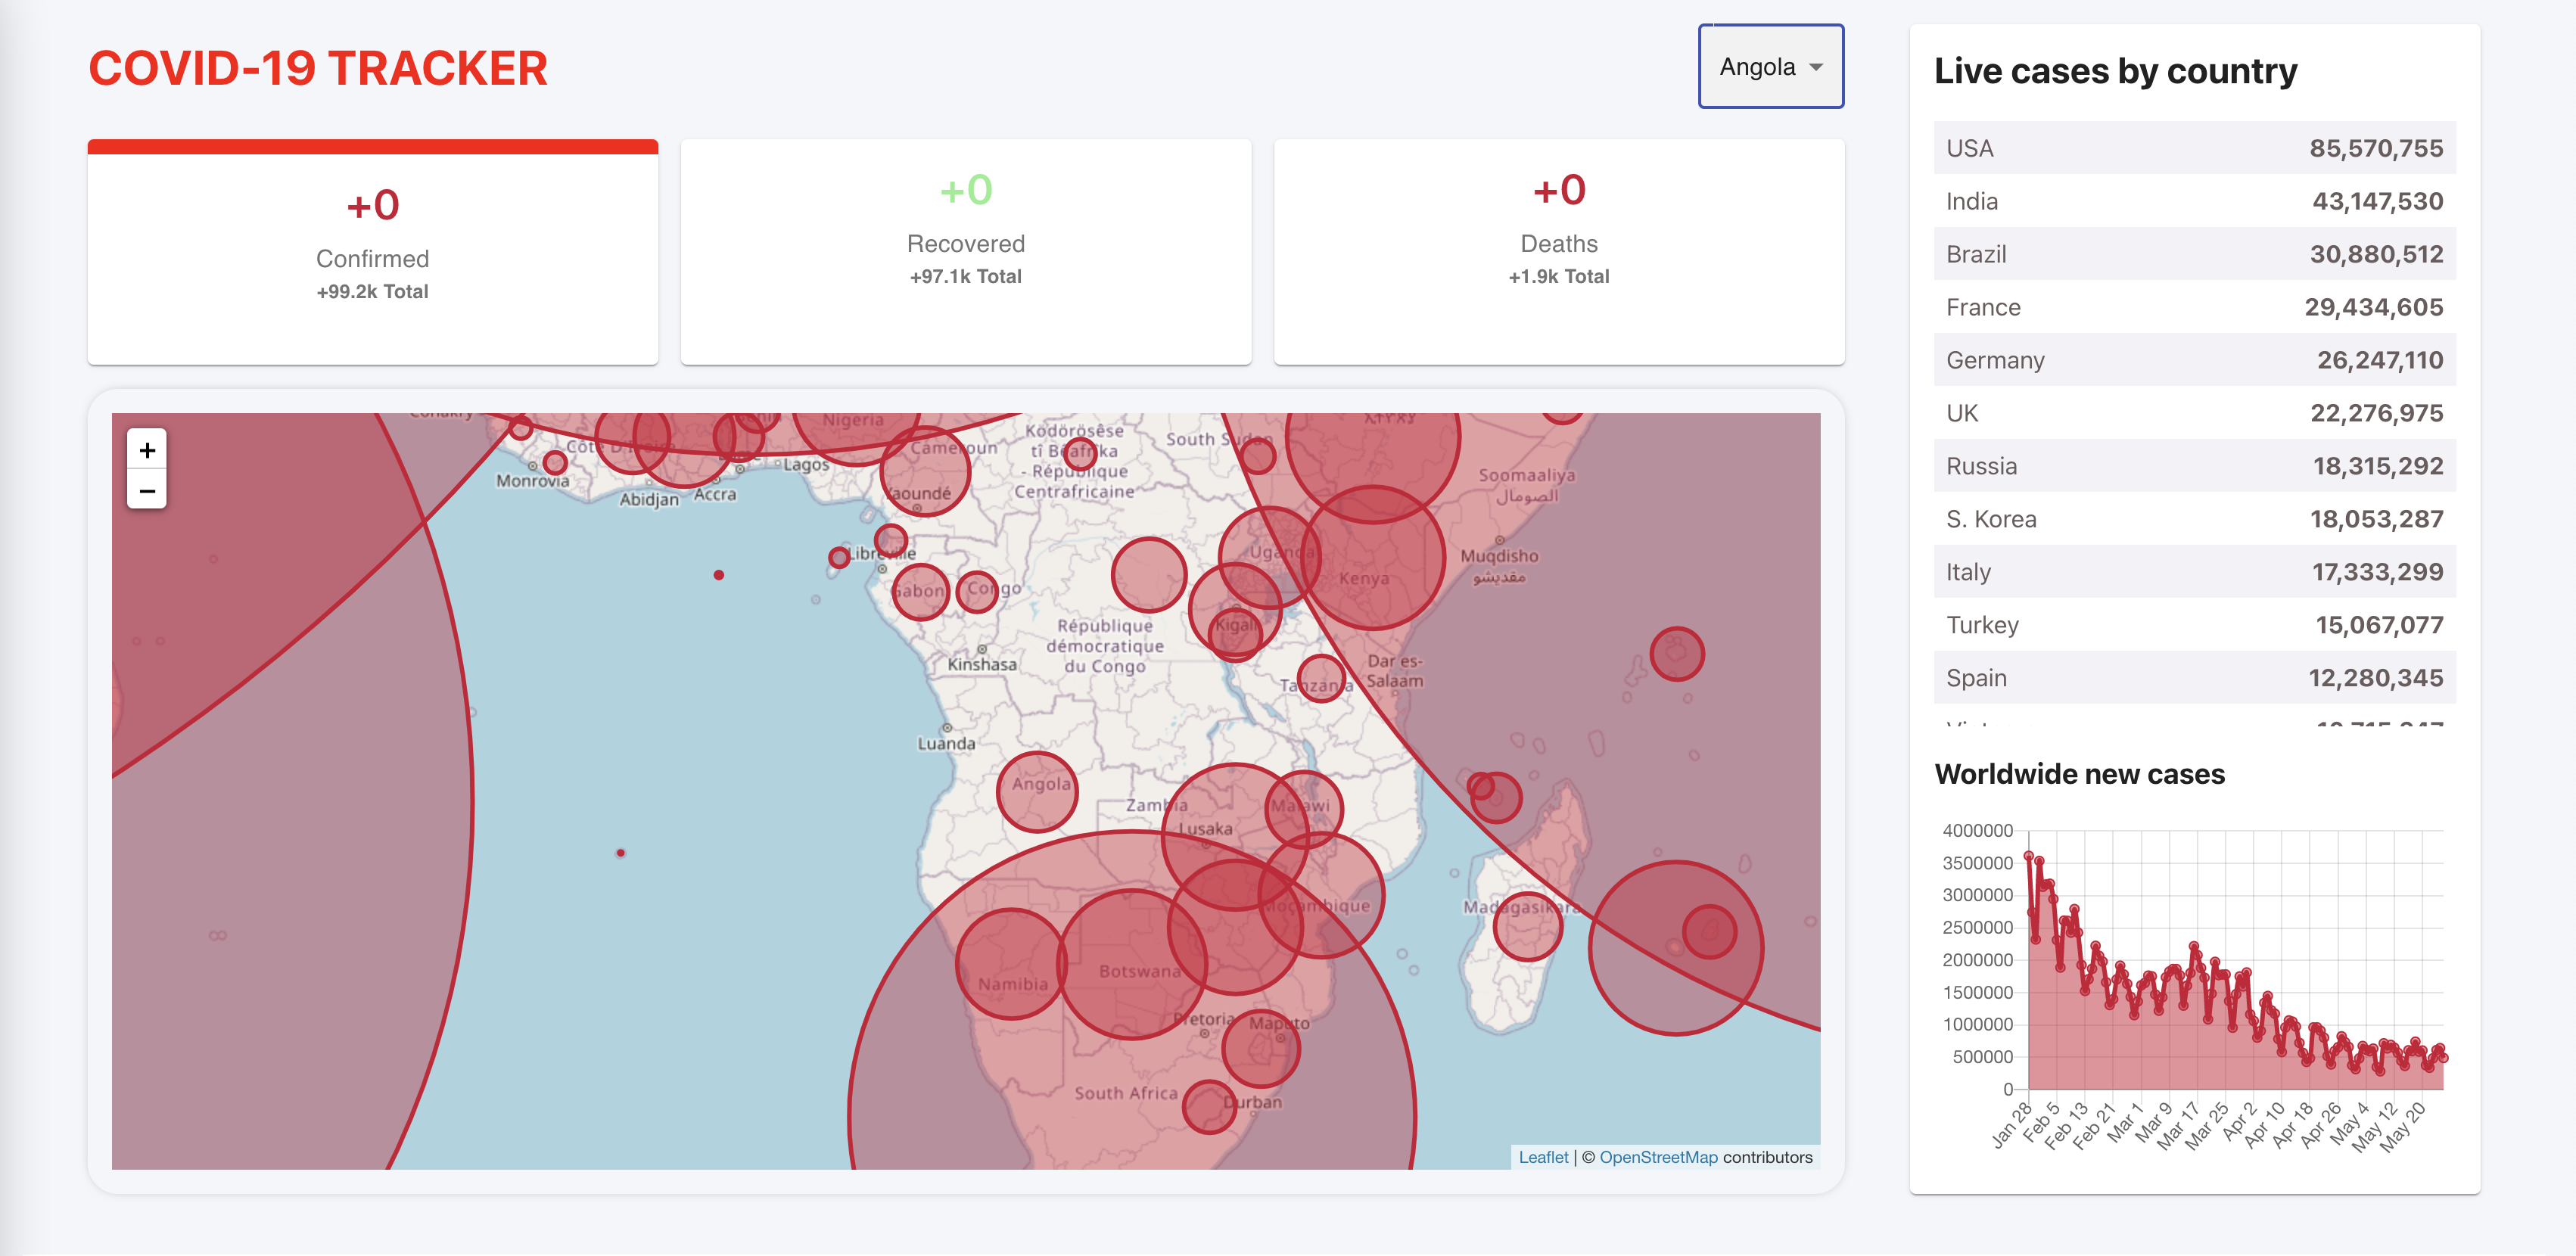 COVID-19 TRACKER
Angola
+0
Confirmed
+99.2k Total
+0
Recovered
+97.1k Total
+0
Deaths
+1.9k Total
+
−
Conakry
Monrovia
Côte D'Ivoire
Abidjan
Accra
Lagos
Nigeria
Cameroun
Yaoundé
Ködörösêse
tî Bêafrîka
- République
Centrafricaine
South Sudan
Soomaaliya
الصومال
Libreville
Gabon
Congo
Uganda
Kenya
Muqdisho
مقديشو
Kigali
République
démocratique
du Congo
Kinshasa
Tanzania
Dar es-
Salaam
Luanda
Angola
Zambia
Malawi
Lusaka
Moçambique
Madagasikara
Namibia
Botswana
Pretoria
Maputo
South Africa
Durban
Leaflet | © OpenStreetMap contributors
Live cases by country
USA 85,570,755
India 43,147,530
Brazil 30,880,512
France 29,434,605
Germany 26,247,110
UK 22,276,975
Russia 18,315,292
S. Korea 18,053,287
Italy 17,333,299
Turkey 15,067,077
Spain 12,280,345
Worldwide new cases
4000000
3500000
3000000
2500000
2000000
1500000
1000000
500000
0
Jan 28
Feb 5
Feb 13
Feb 21
Mar 1
Mar 9
Mar 17
Mar 25
Apr 2
Apr 10
Apr 18
Apr 26
May 4
May 12
May 20